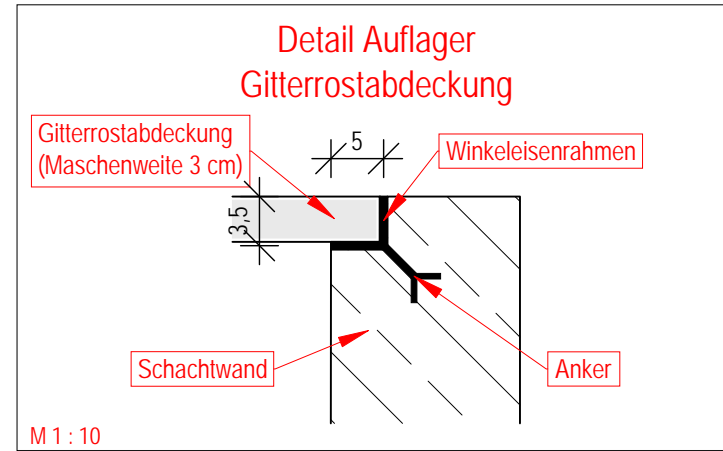 Detail Auflager
Gitterrostabdeckung
Gitterrostabdeckung
(Maschenweite 3 cm)
5
Winkeleisenrahmen
3,5
Schachtwand
Anker
M 1 : 10